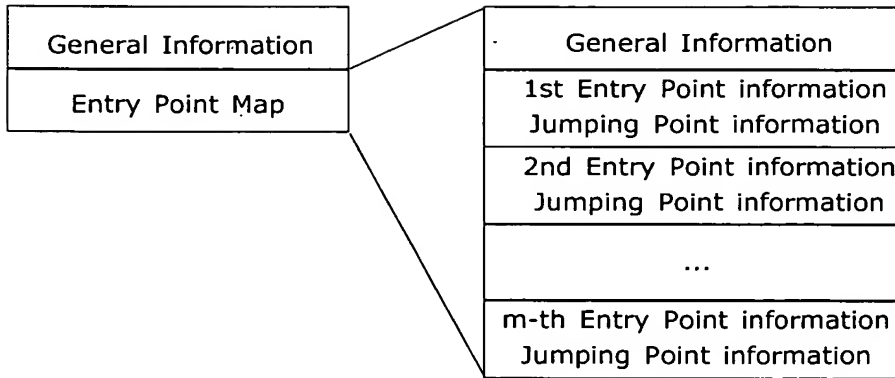 General Information
Entry Point Map
General Information
1st Entry Point information
Jumping Point information
2nd Entry Point information
Jumping Point information
...
m-th Entry Point information
Jumping Point information